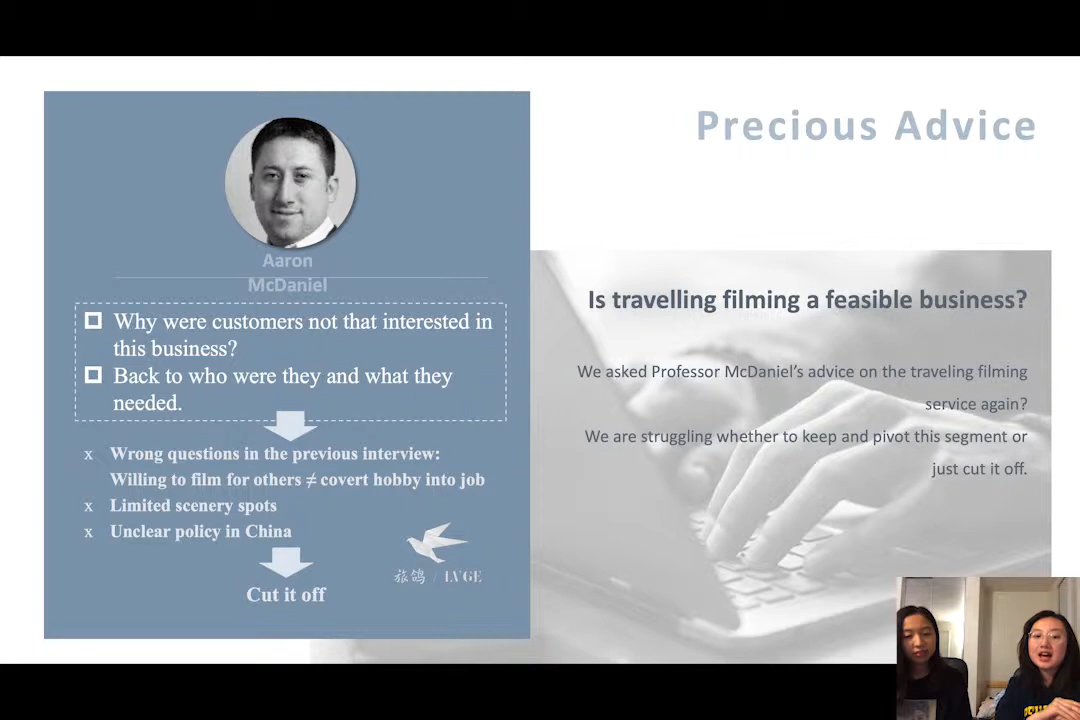 Precious Advice
Aaron
McDaniel
Why were customers not that interested in
this business?
Back to who were they and what they
needed.
x Wrong questions in the previous interview:
Willing to film for others ≠ covert hobby into job
x Limited scenery spots
x Unclear policy in China
Cut it off
旅鸽 / LV'GE
Is travelling filming a feasible business?
We asked Professor McDaniel's advice on the traveling filming
service again?
We are struggling whether to keep and pivot this segment or
just cut it off.